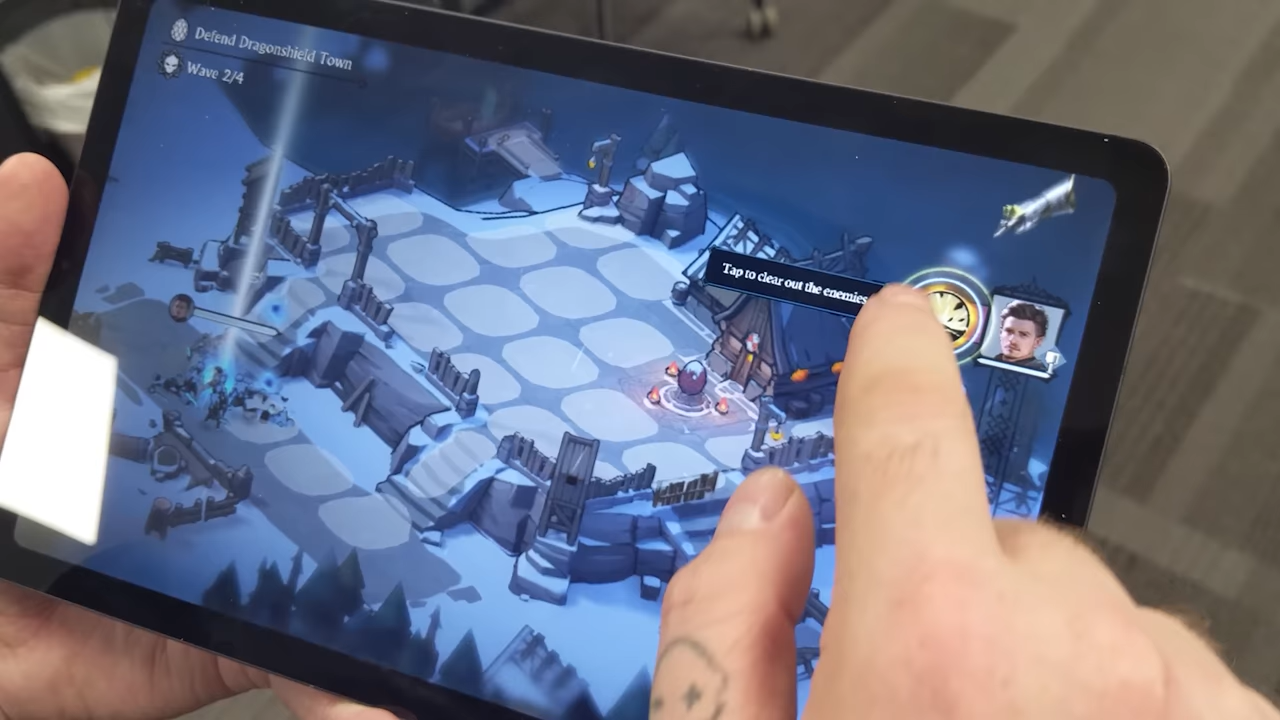 Defend Dragonshield Town
Wave 2/4
Tap to clear out the enemies